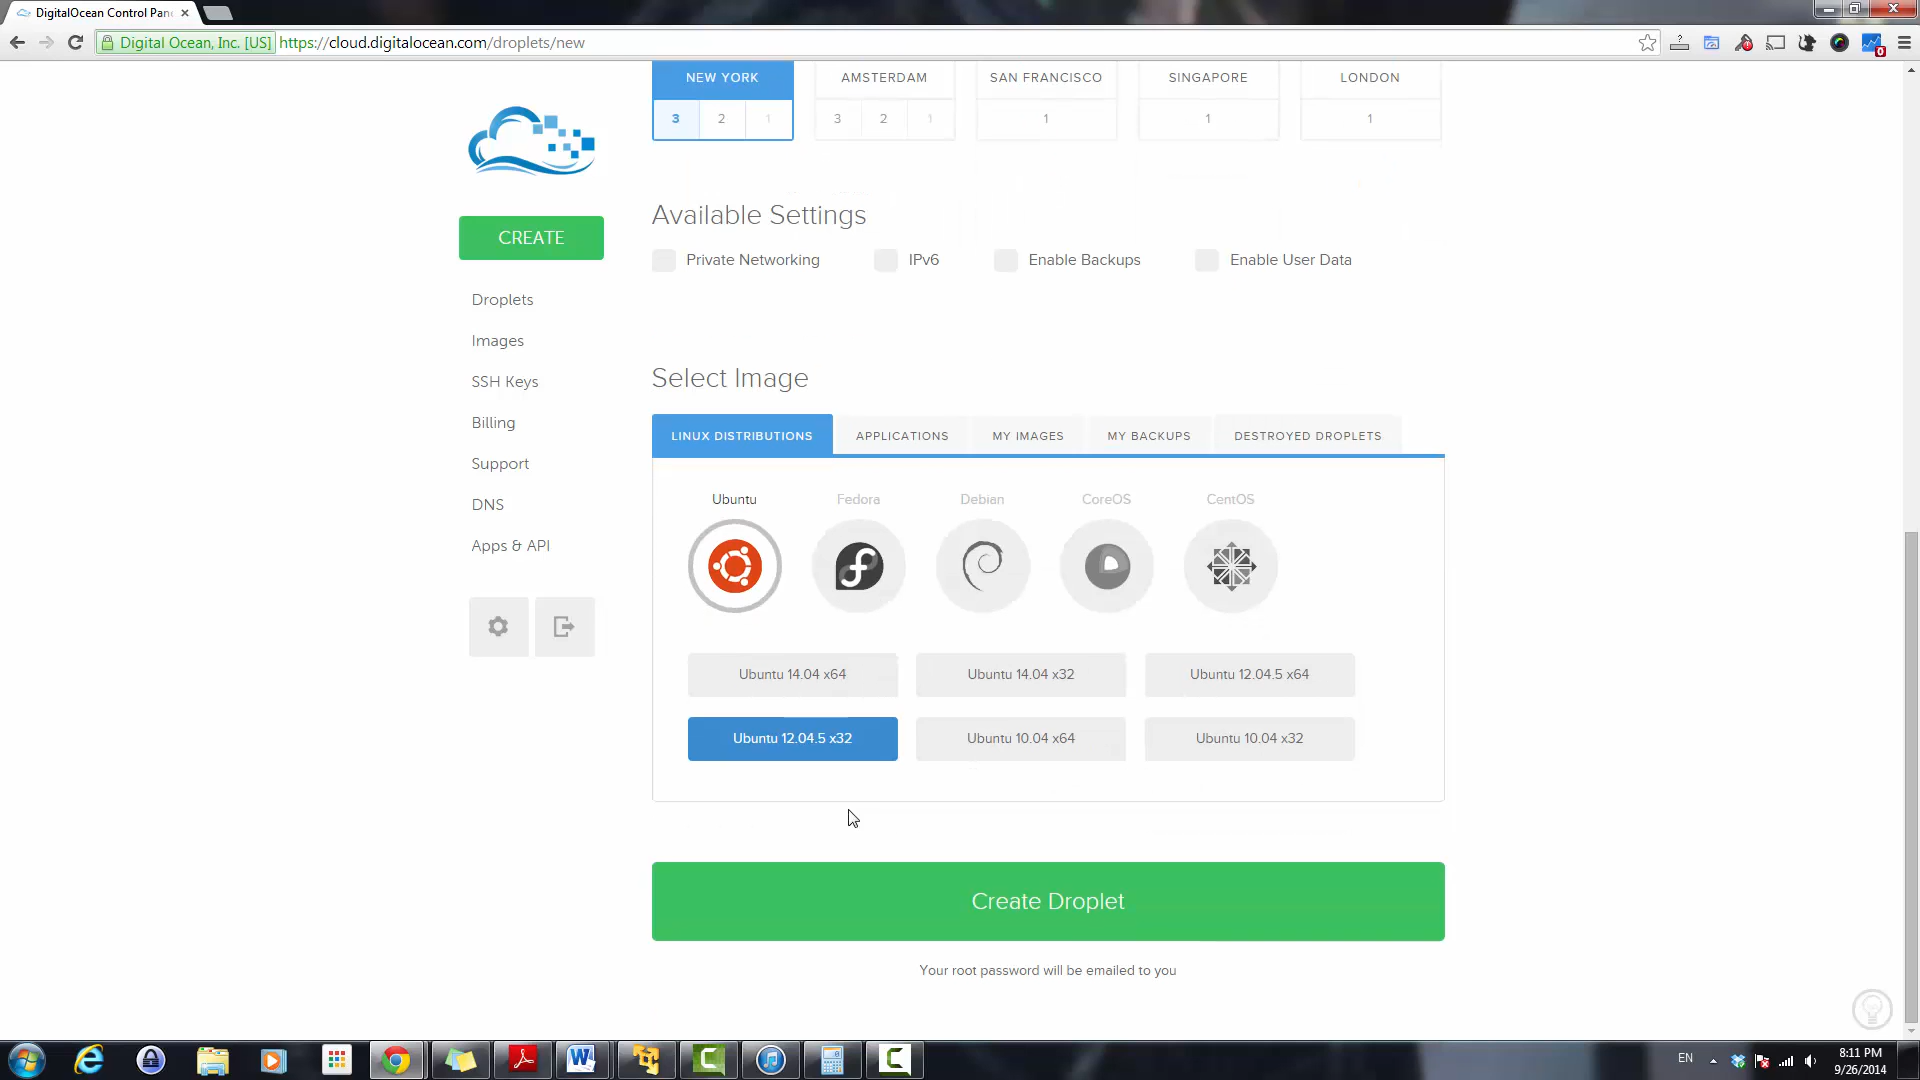 DigitalOcean Control Pan
Digital Ocean, Inc. [US] https://cloud.digitalocean.com/droplets/new
NEW YORK AMSTERDAM SAN FRANCISCO SINGAPORE LONDON
3 2 1 3 2 1 1 1 1
CREATE
Droplets
Images
SSH Keys
Billing
Support
DNS
Apps & API
Available Settings
Private Networking IPv6 Enable Backups Enable User Data
Select Image
LINUX DISTRIBUTIONS APPLICATIONS MY IMAGES MY BACKUPS DESTROYED DROPLETS
Ubuntu Fedora Debian CoreOS CentOS
Ubuntu 14.04 x64 Ubuntu 14.04 x32 Ubuntu 12.04.5 x64
Ubuntu 12.04.5 x32 Ubuntu 10.04 x64 Ubuntu 10.04 x32
Create Droplet
Your root password will be emailed to you
EN 8:11 PM
9/26/2014